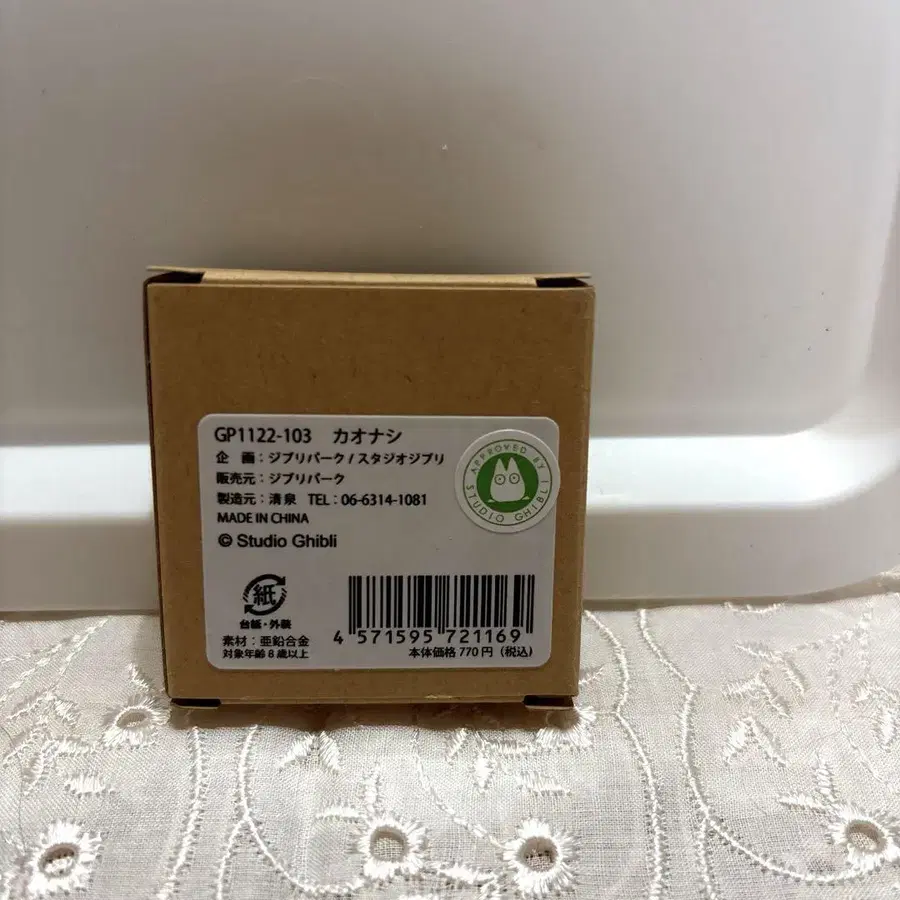 GP1122-103 カオナシ
企 画：ジブリパーク / スタジオジブリ
販売元：ジブリパーク
製造元：清泉 TEL：06-6314-1081
MADE IN CHINA
© Studio Ghibli
APPROVED BY
STUDIO GHIBLI
紙
台紙・外装
素材：亜鉛合金
対象年齢8歳以上
4 571595 721169
本体価格770円（税込）